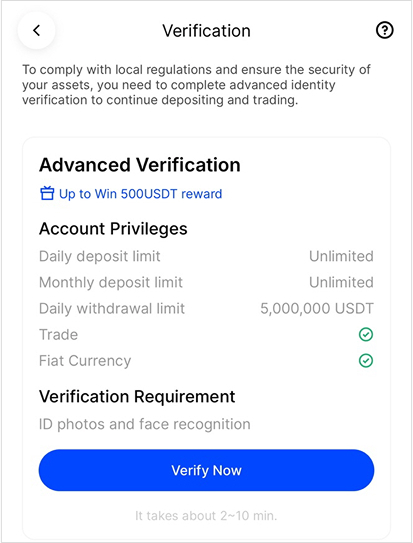 Verification
To comply with local regulations and ensure the security of
your assets, you need to complete advanced identity
verification to continue depositing and trading.
Advanced Verification
Up to Win 500USDT reward
Account Privileges
Daily deposit limit Unlimited
Monthly deposit limit Unlimited
Daily withdrawal limit 5,000,000 USDT
Trade
Fiat Currency
Verification Requirement
ID photos and face recognition
Verify Now
It takes about 2~10 min.